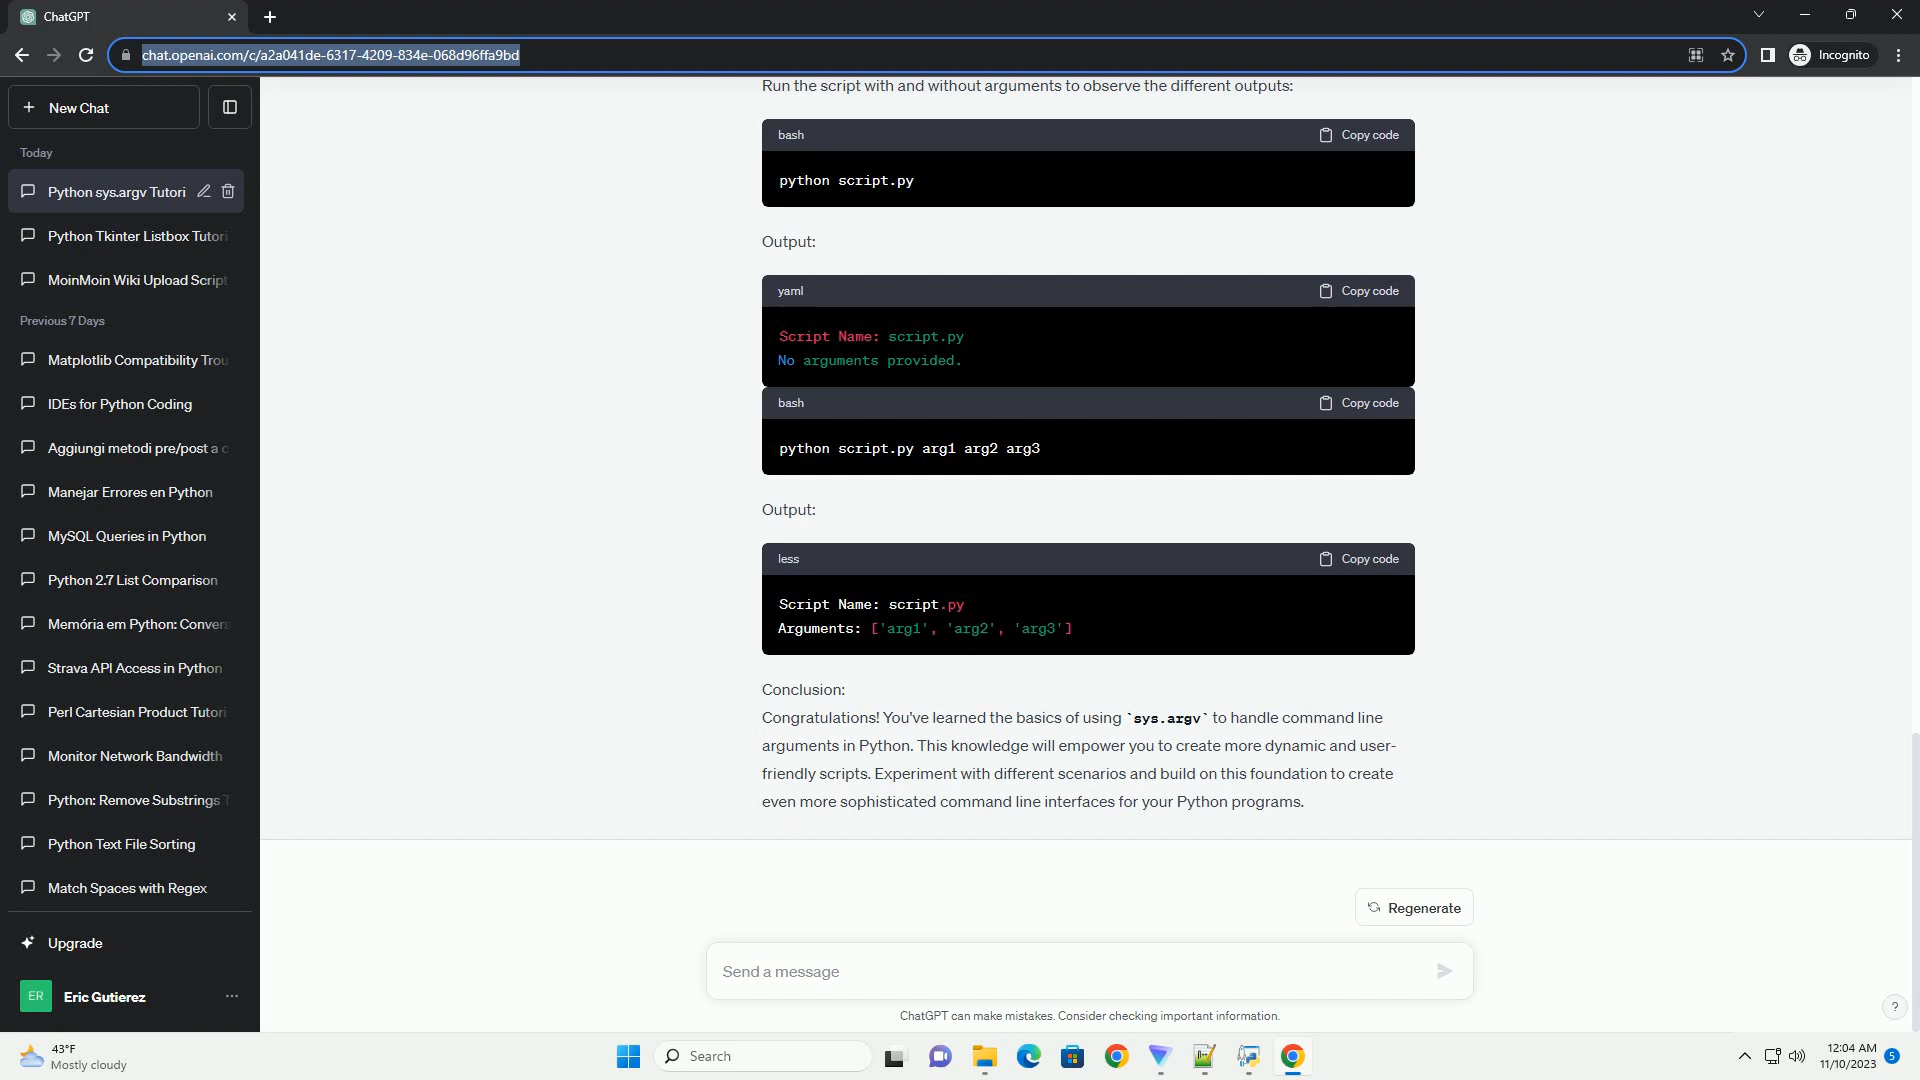 ChatGPT
chat.openai.com/c/a2a041de-6317-4209-834e-068d96ffa9bd
Incognito
New Chat
Today
Python sys.argv Tutori
Python Tkinter Listbox Tutori
MoinMoin Wiki Upload Script
Previous 7 Days
Matplotlib Compatibility Trou
IDEs for Python Coding
Aggiungi metodi pre/post a c
Manejar Errores en Python
MySQL Queries in Python
Python 2.7 List Comparison
Memória em Python: Convers
Strava API Access in Python
Perl Cartesian Product Tutori
Monitor Network Bandwidth
Python: Remove Substrings T
Python Text File Sorting
Match Spaces with Regex
Upgrade
ER
Eric Gutierez
Run the script with and without arguments to observe the different outputs:
bash
Copy code
python script.py
Output:
yaml
Copy code
Script Name: script.py
No arguments provided.
bash
Copy code
python script.py arg1 arg2 arg3
Output:
less
Copy code
Script Name: script.py
Arguments: ['arg1', 'arg2', 'arg3']
Conclusion:
Congratulations! You've learned the basics of using `sys.argv` to handle command line
arguments in Python. This knowledge will empower you to create more dynamic and user-
friendly scripts. Experiment with different scenarios and build on this foundation to create
even more sophisticated command line interfaces for your Python programs.
Regenerate
Send a message
ChatGPT can make mistakes. Consider checking important information.
?
43°F
Mostly cloudy
Search
12:04 AM
11/10/2023
5